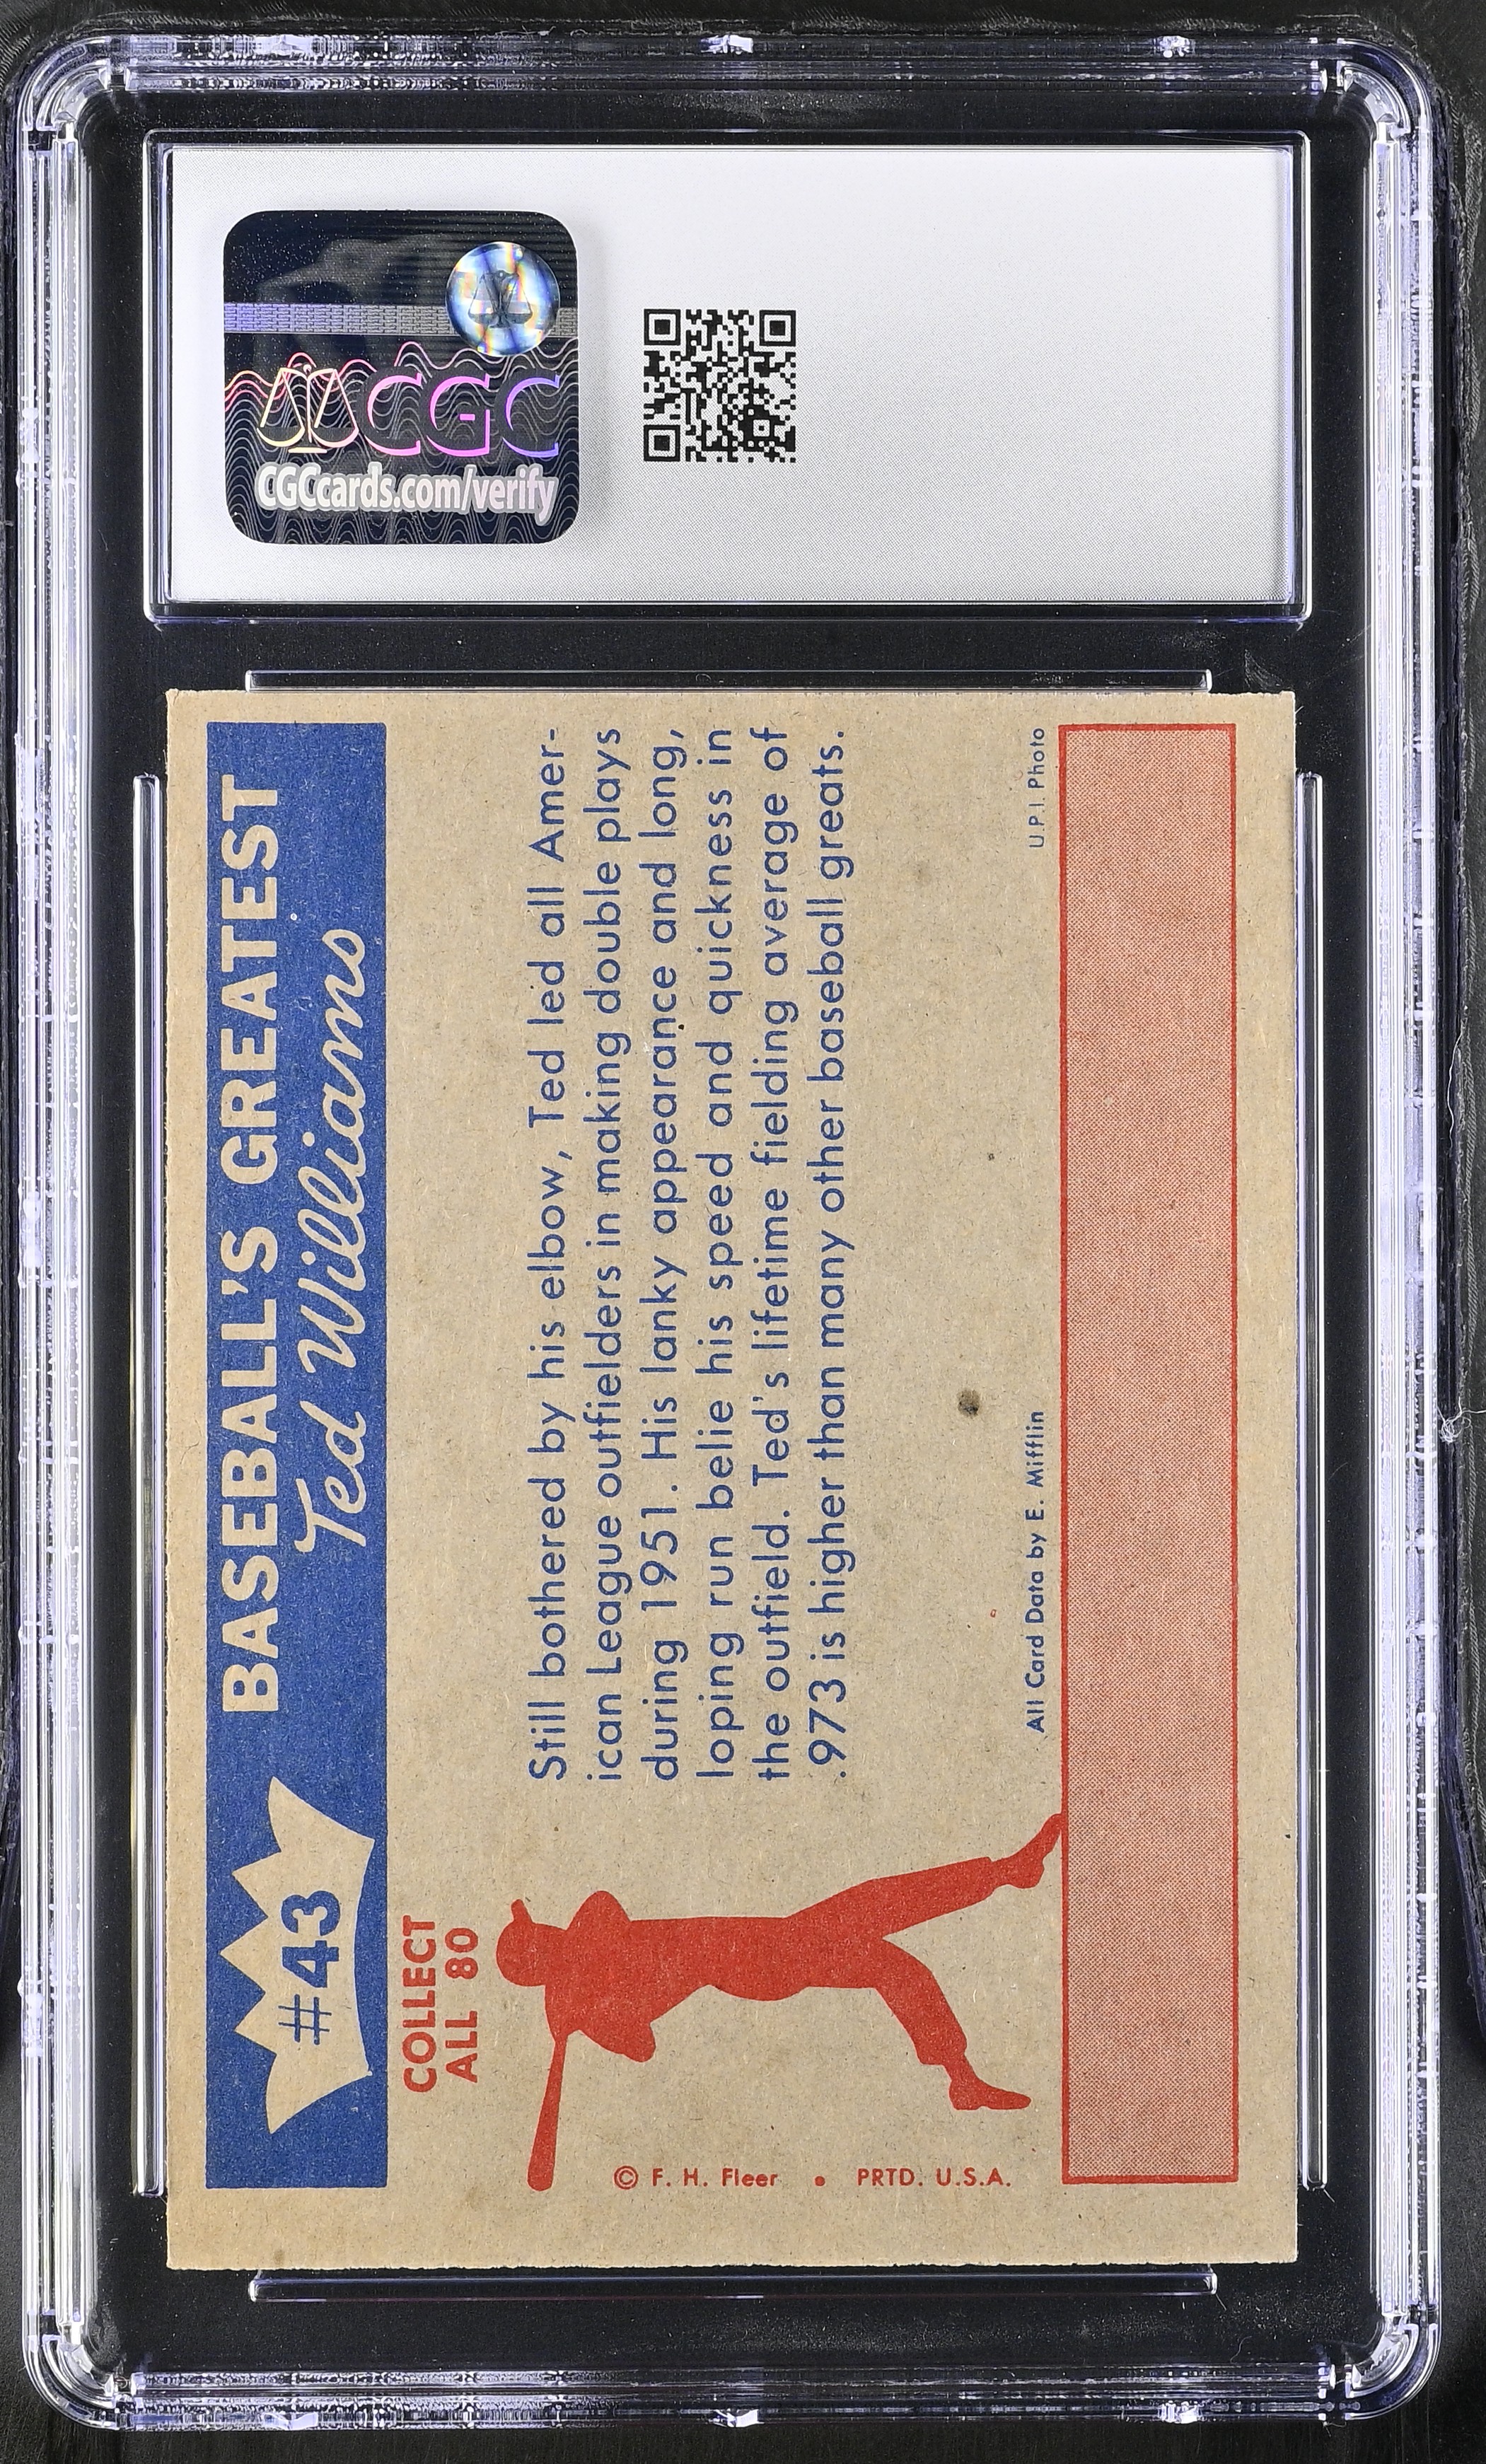 CGC
CGCcards.com/verify
#43
BASEBALL'S GREATEST
Ted Williams
COLLECT
ALL 80
Still bothered by his elbow, Ted led all Amer-
ican League outfielders in making double plays
during 1951. His lanky appearance and long,
loping run belie his speed and quickness in
the outfield. Ted's lifetime fielding average of
.973 is higher than many other baseball greats.
All Card Data by E. Mifflin
U.P.I. Photo
© F. H. Fleer • PRTD. U.S.A.